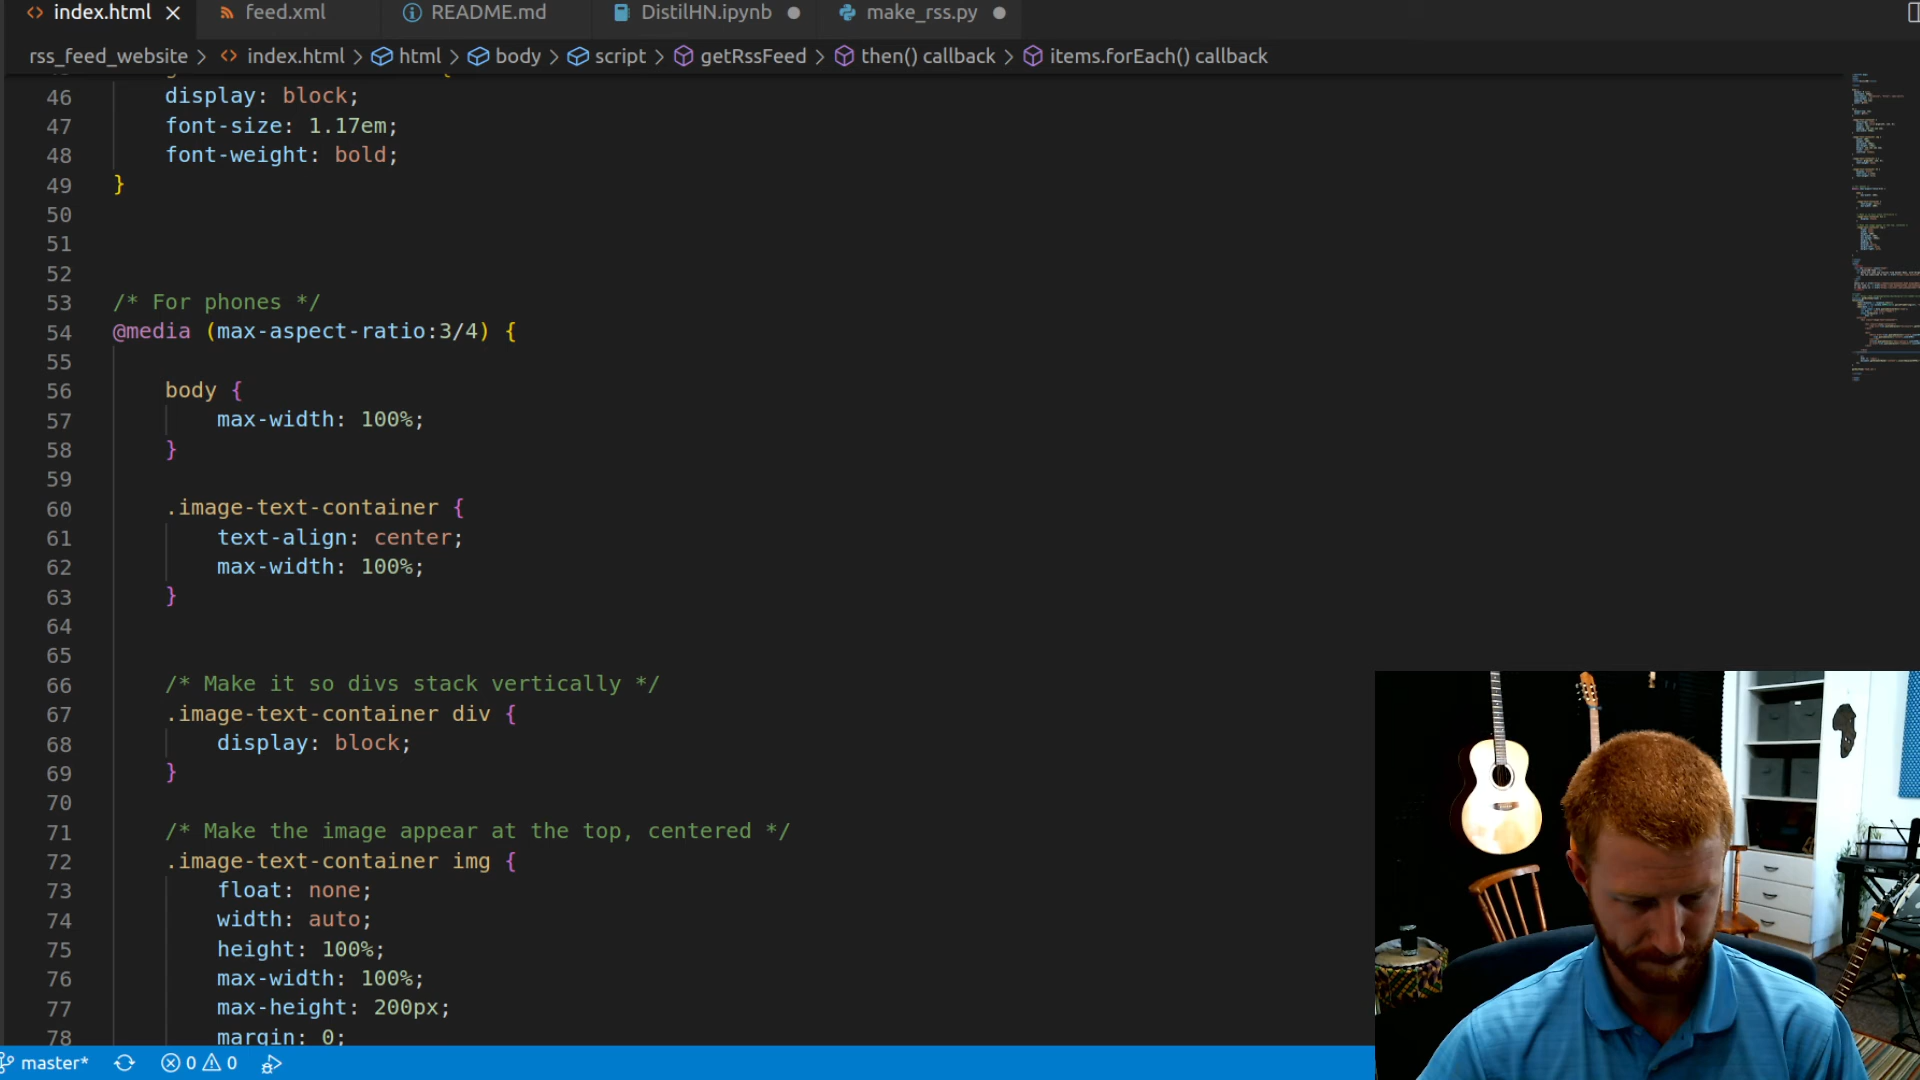 index.html feed.xml README.md DistilHN.ipynb make_rss.py
rss_feed_website > index.html > html > body > script > getRssFeed > then() callback > items.forEach() callback
46 display: block;
47 font-size: 1.17em;
48 font-weight: bold;
49 }
50
51
52
53 /* For phones */
54 @media (max-aspect-ratio:3/4) {
55
56 body {
57 max-width: 100%;
58 }
59
60 .image-text-container {
61 text-align: center;
62 max-width: 100%;
63 }
64
65
66 /* Make it so divs stack vertically */
67 .image-text-container div {
68 display: block;
69 }
70
71 /* Make the image appear at the top, centered */
72 .image-text-container img {
73 float: none;
74 width: auto;
75 height: 100%;
76 max-width: 100%;
77 max-height: 200px;
78 margin: 0;
master* 0 0